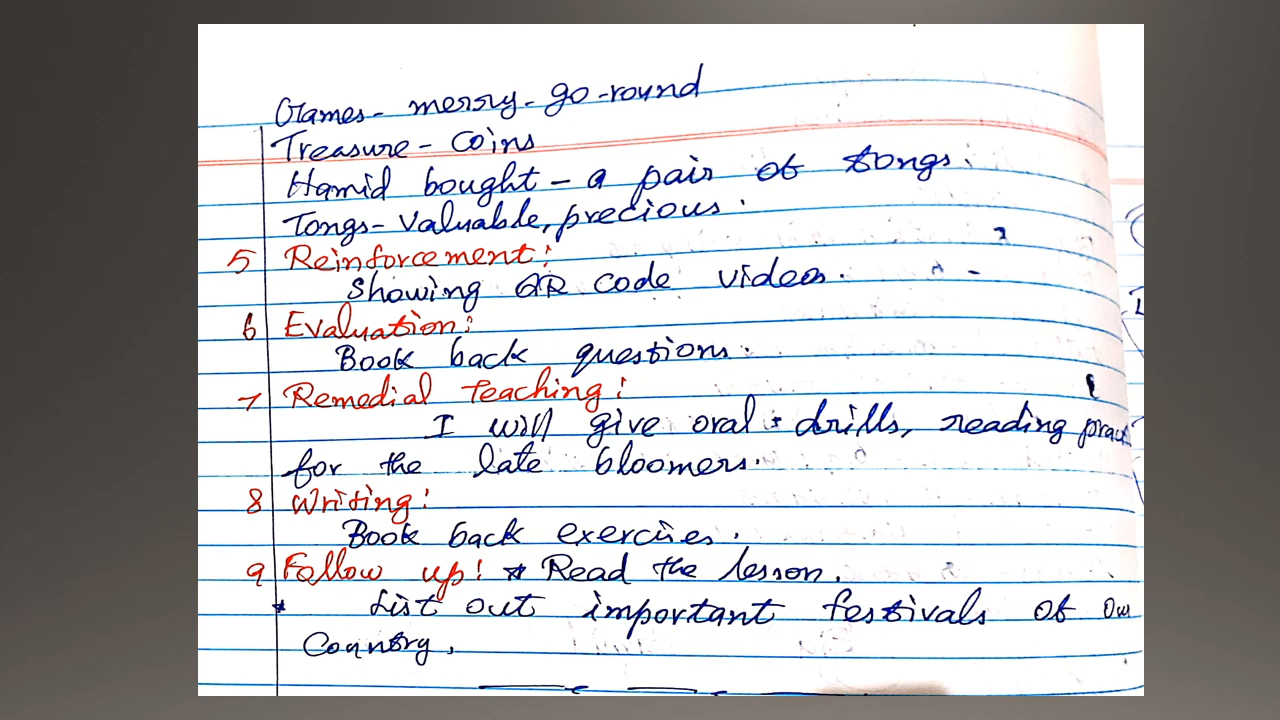 Games- merry-go-round
Treasure - Coins
Hamid bought - a pair of tongs.
Tongs- valuable, precious.
5 Reinforcement:
Showing QR code videos.
6 Evaluation:
Book back questions.
7 Remedial teaching:
I will give oral drills, reading
for the late bloomers.
8 Writing:
Book back exercises.
9 Follow up: * Read the lesson.
* List out important festivals of
Country.